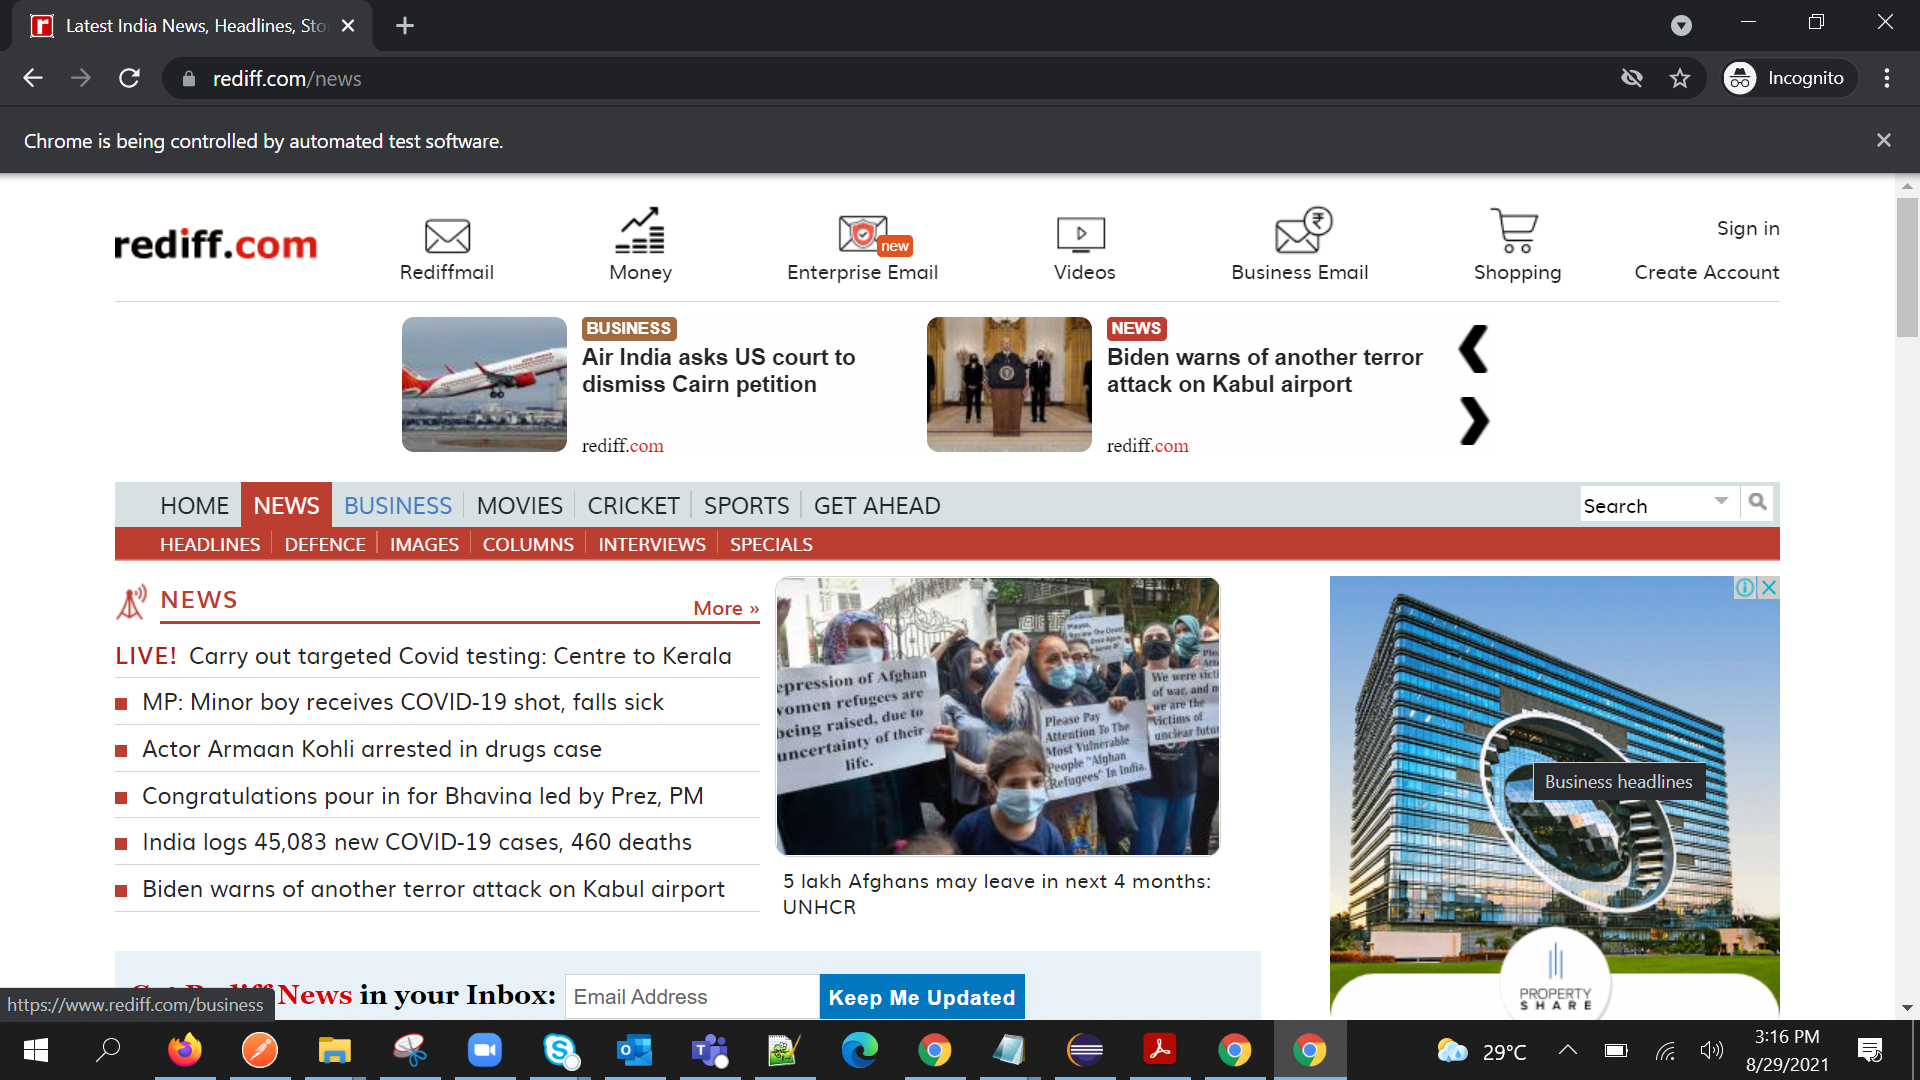 Latest India News, Headlines, Sto
rediff.com/news
Incognito
Chrome is being controlled by automated test software.
rediff.com
Rediffmail
Money
new
Enterprise Email
Videos
Business Email
Shopping
Sign in
Create Account
BUSINESS
Air India asks US court to
dismiss Cairn petition
rediff.com
NEWS
Biden warns of another terror
attack on Kabul airport
rediff.com
HOME NEWS BUSINESS MOVIES CRICKET SPORTS GET AHEAD
Search
HEADLINES DEFENCE IMAGES COLUMNS INTERVIEWS SPECIALS
NEWS
More »
LIVE! Carry out targeted Covid testing: Centre to Kerala
MP: Minor boy receives COVID-19 shot, falls sick
Actor Armaan Kohli arrested in drugs case
Congratulations pour in for Bhavina led by Prez, PM
India logs 45,083 new COVID-19 cases, 460 deaths
Biden warns of another terror attack on Kabul airport
epression of Afghan
women refugees are
being raised, due to
uncertainty of their
life.
Please Pay
Attention To The
Most Vulnerable
People "Afghan
Refugees" In India.
We were victi
of war, and n
we are the
victims of
unclear futur
5 lakh Afghans may leave in next 4 months:
UNHCR
Business headlines
PROPERTY
SHARE
News in your Inbox:
Email Address
Keep Me Updated
https://www.rediff.com/business
29°C
3:16 PM
8/29/2021